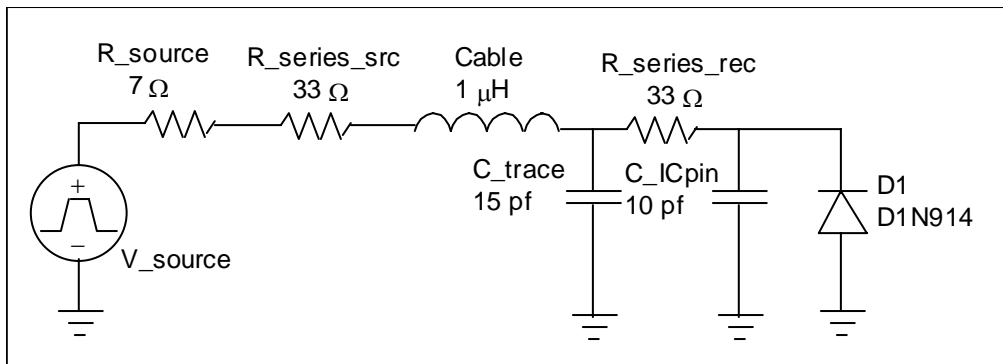 R_source
7 Ω
R_series_src
33 Ω
Cable
1 μH
R_series_rec
33 Ω
C_trace
15 pf
C_ICpin
10 pf
D1
D1N914
+
−
V_source